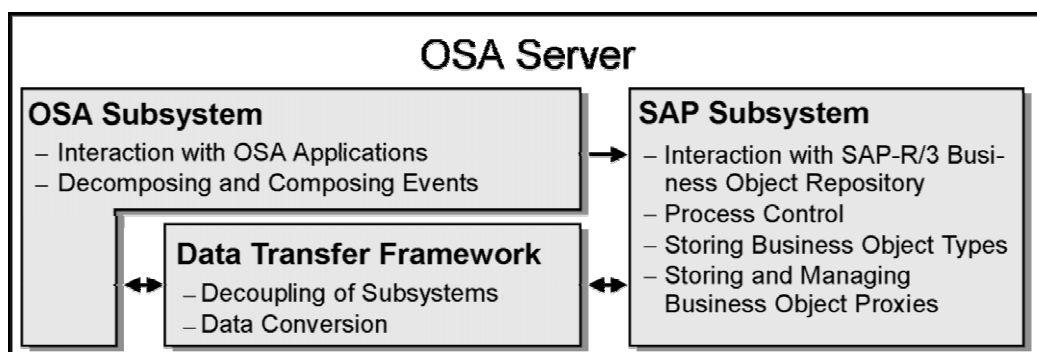 OSA Server
OSA Subsystem
– Interaction with OSA Applications
– Decomposing and Composing Events
Data Transfer Framework
– Decoupling of Subsystems
– Data Conversion
SAP Subsystem
– Interaction with SAP-R/3 Busi-
ness Object Repository
– Process Control
– Storing Business Object Types
– Storing and Managing
Business Object Proxies